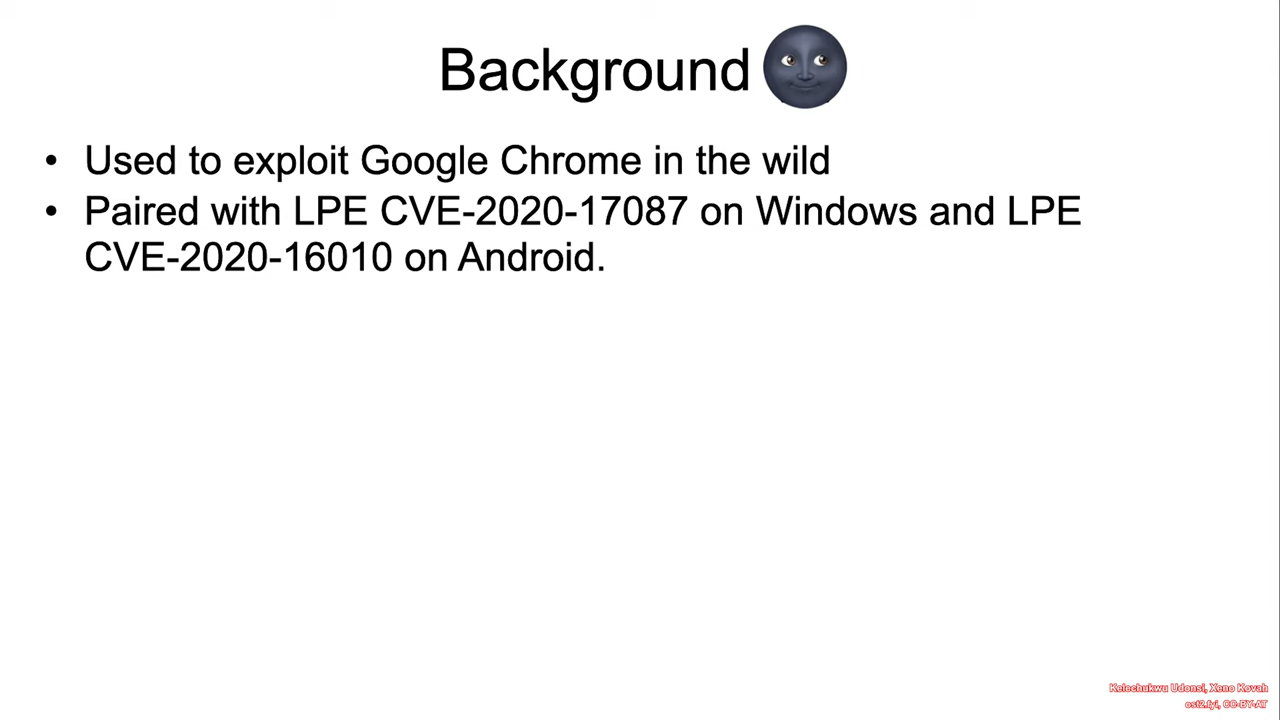 Background 🌚
• Used to exploit Google Chrome in the wild
• Paired with LPE CVE-2020-17087 on Windows and LPE
CVE-2020-16010 on Android.
Kelechukwu Udonsi, Xeno Kovah
ost2.fyi, CC-BY-AT